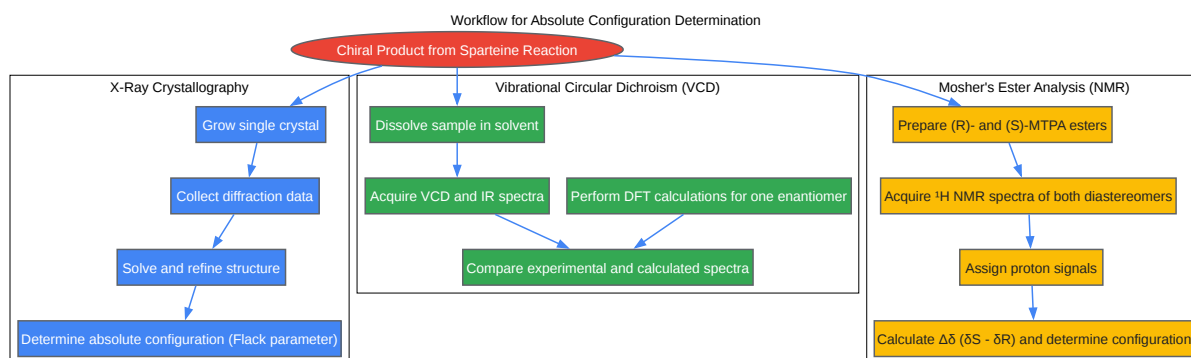 Workflow for Absolute Configuration Determination
Chiral Product from Sparteine Reaction
X-Ray Crystallography
Grow single crystal
Collect diffraction data
Solve and refine structure
Determine absolute configuration (Flack parameter)
Vibrational Circular Dichroism (VCD)
Dissolve sample in solvent
Acquire VCD and IR spectra
Perform DFT calculations for one enantiomer
Compare experimental and calculated spectra
Mosher's Ester Analysis (NMR)
Prepare (R)- and (S)-MTPA esters
Acquire ¹H NMR spectra of both diastereomers
Assign proton signals
Calculate Δδ (δS - δR) and determine configuration